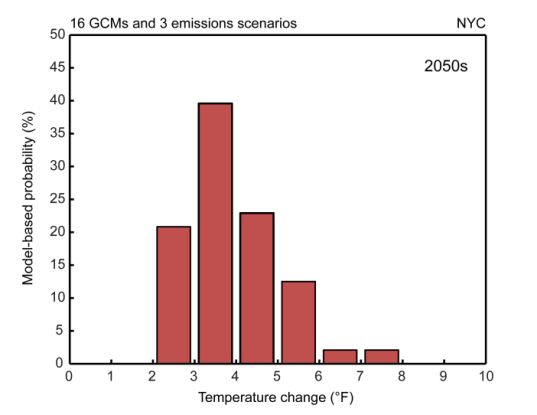 16 GCMs and 3 emissions scenarios NYC
2050s
Model-based probability (%)
50
45
40
35
30
25
20
15
10
5
0
0 1 2 3 4 5 6 7 8 9 10
Temperature change (°F)